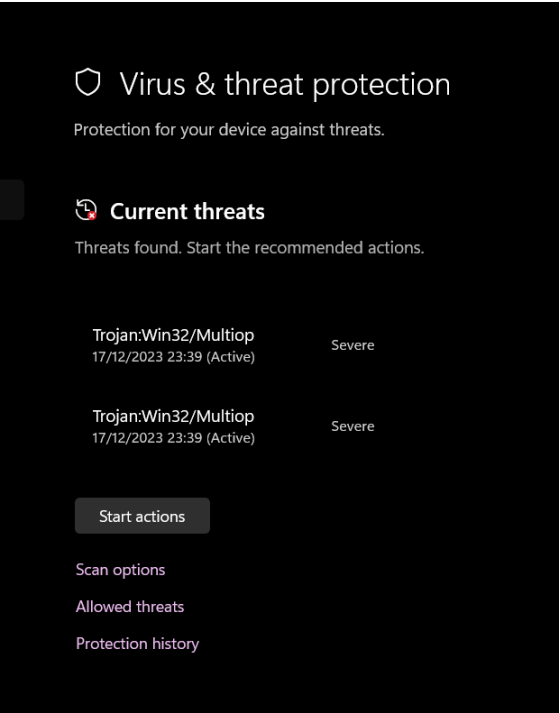 Virus & threat protection
Protection for your device against threats.
Current threats
Threats found. Start the recommended actions.
Trojan:Win32/Multiop
17/12/2023 23:39 (Active)
Severe
Trojan:Win32/Multiop
17/12/2023 23:39 (Active)
Severe
Start actions
Scan options
Allowed threats
Protection history